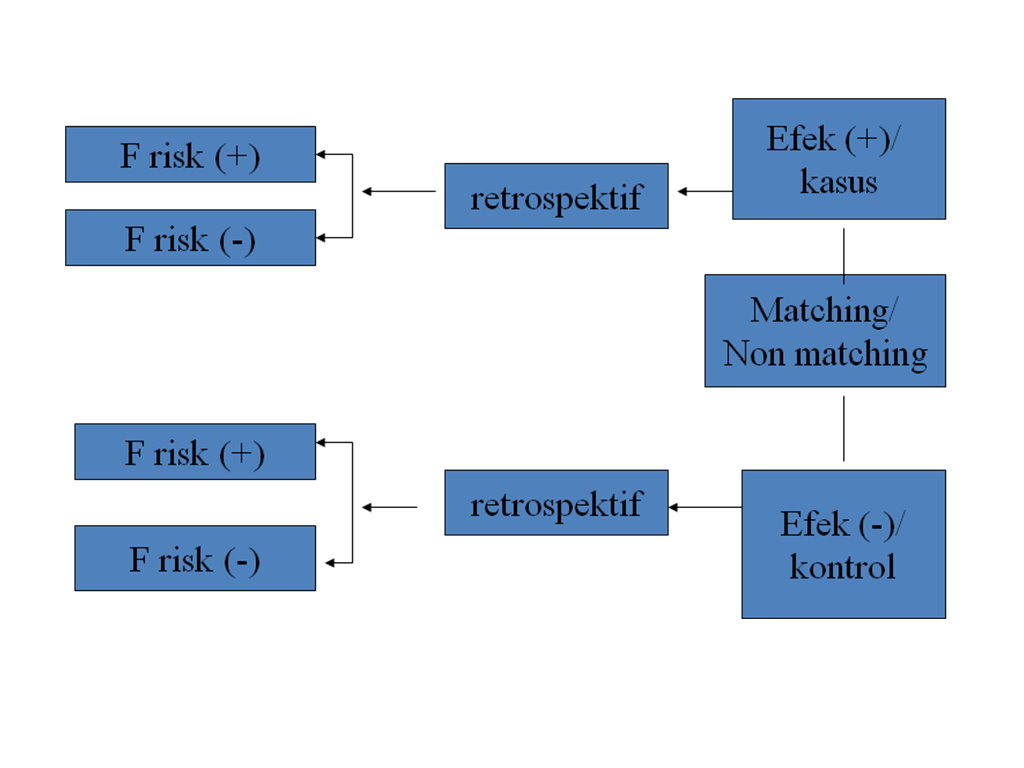 F risk (+)
F risk (-)
retrospektif
Efek (+)/
kasus
Matching/
Non matching
F risk (+)
F risk (-)
retrospektif
Efek (-)/
kontrol